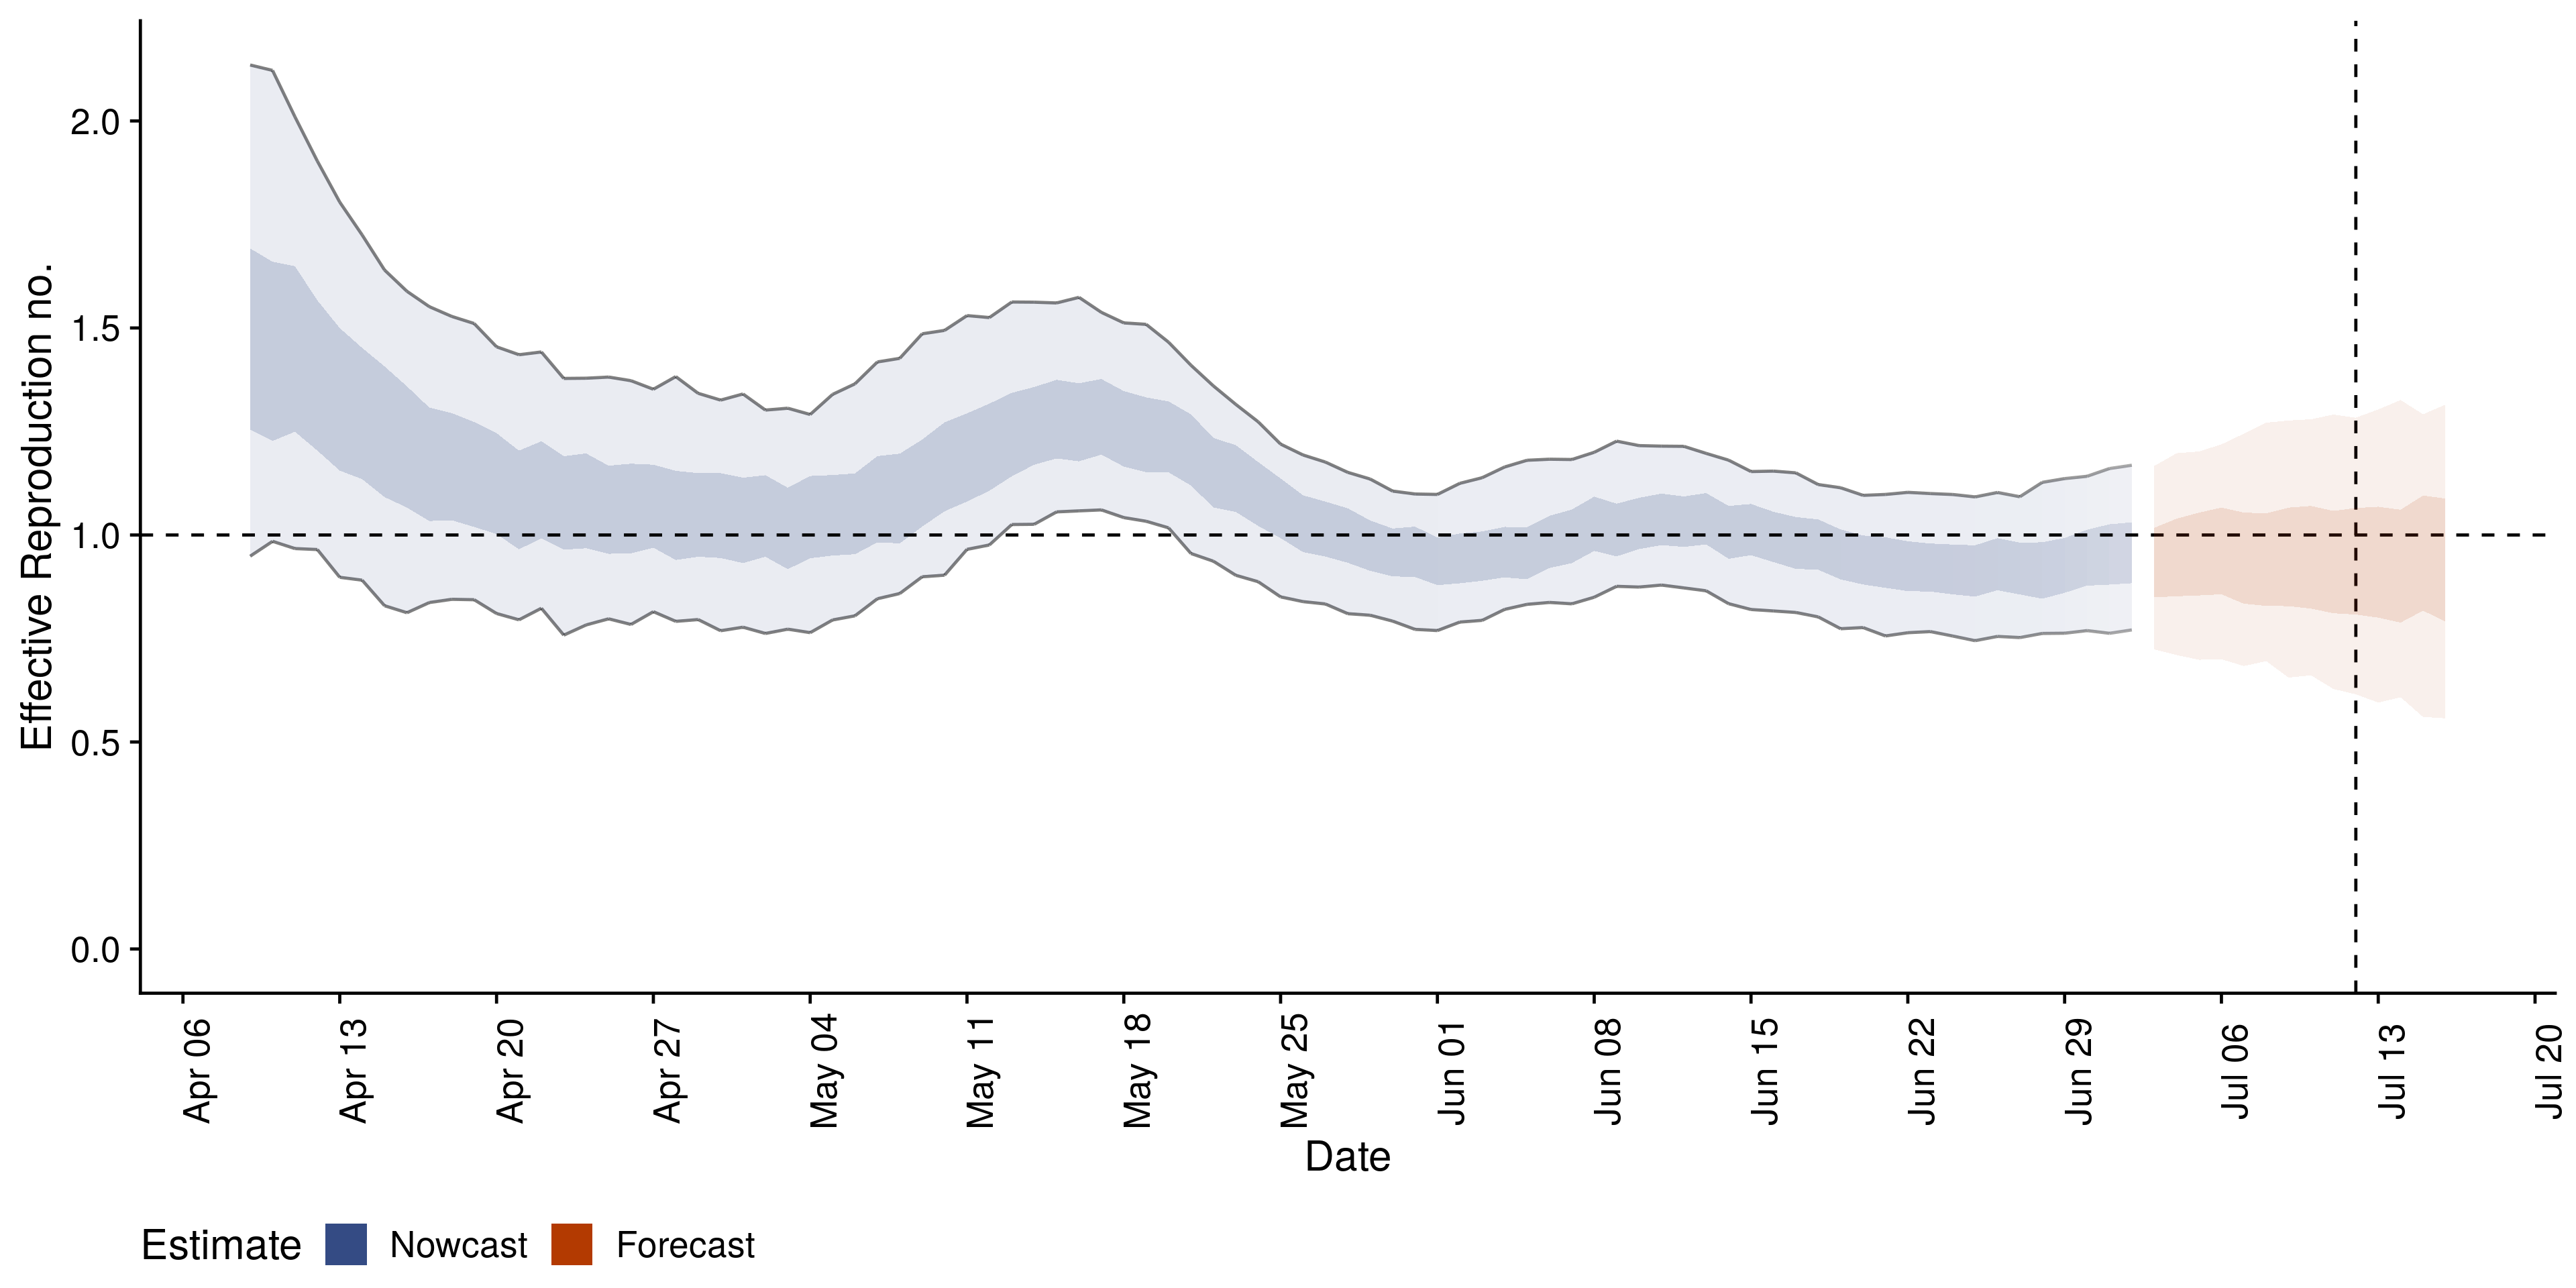 Effective Reproduction no.
2.0
1.5
1.0
0.5
0.0
Apr 06
Apr 13
Apr 20
Apr 27
May 04
May 11
May 18
May 25
Jun 01
Jun 08
Jun 15
Jun 22
Jun 29
Jul 06
Jul 13
Jul 20
Date
Estimate Nowcast Forecast